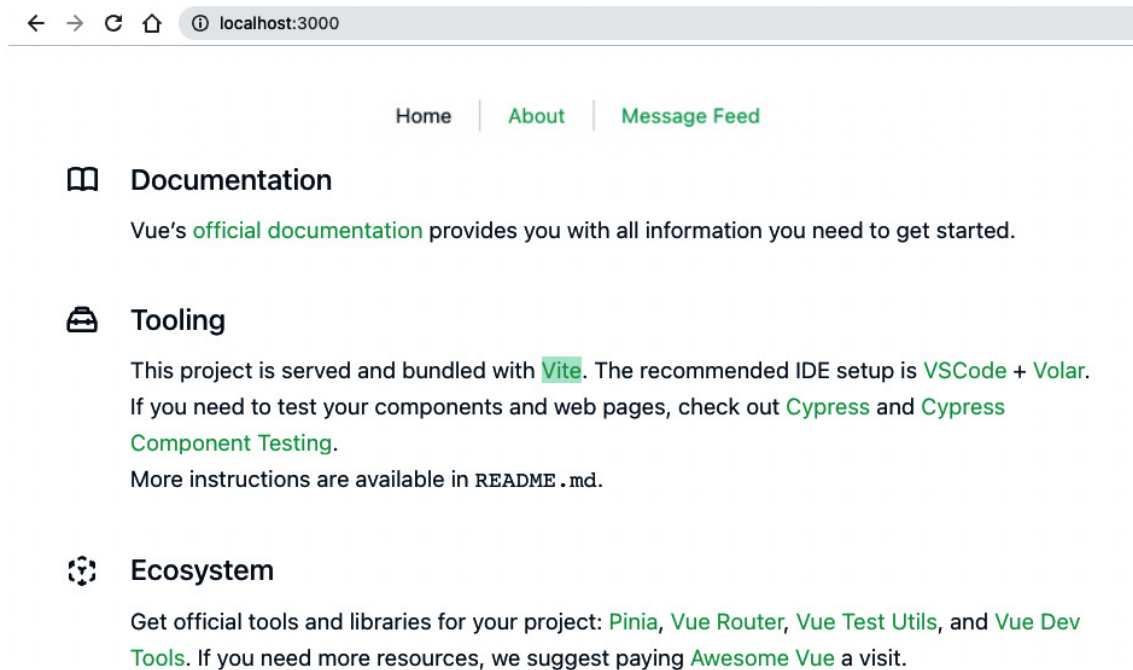 localhost:3000
Home About Message Feed
Documentation
Vue's official documentation provides you with all information you need to get started.
Tooling
This project is served and bundled with Vite. The recommended IDE setup is VSCode + Volar.
If you need to test your components and web pages, check out Cypress and Cypress
Component Testing.
More instructions are available in README.md.
Ecosystem
Get official tools and libraries for your project: Pinia, Vue Router, Vue Test Utils, and Vue Dev
Tools. If you need more resources, we suggest paying Awesome Vue a visit.